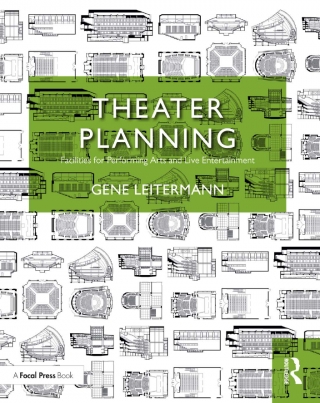 THEATER
PLANNING
Facilities for Performing Arts and Live Entertainment
GENE LEITERMANN
A Focal Press Book
Routledge